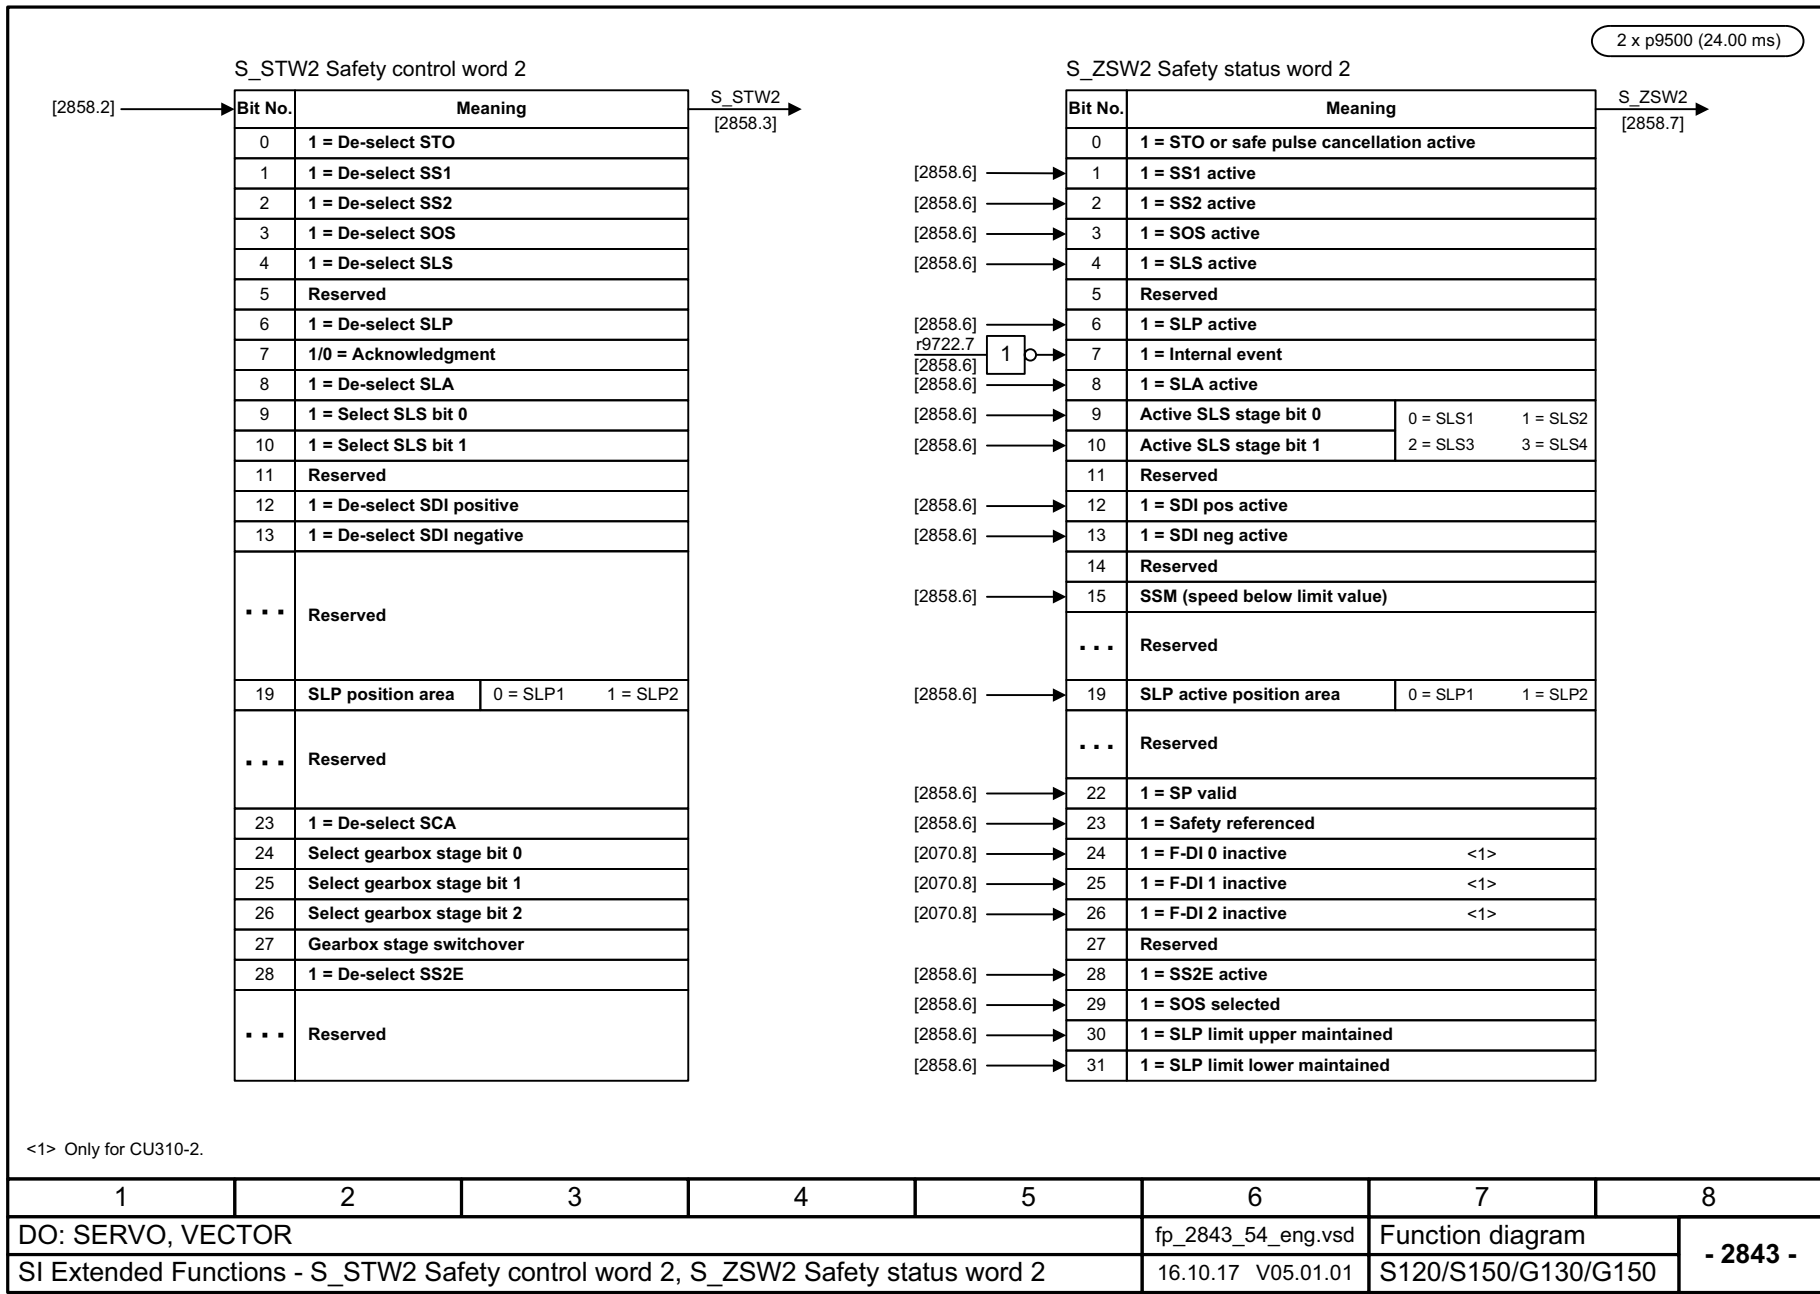 2 x p9500 (24.00 ms)
S_STW2 Safety control word 2
[2858.2]
Bit No. Meaning
S_STW2
[2858.3]
0 1 = De-select STO
1 1 = De-select SS1
2 1 = De-select SS2
3 1 = De-select SOS
4 1 = De-select SLS
5 Reserved
6 1 = De-select SLP
7 1/0 = Acknowledgment
8 1 = De-select SLA
9 1 = Select SLS bit 0
10 1 = Select SLS bit 1
11 Reserved
12 1 = De-select SDI positive
13 1 = De-select SDI negative
... Reserved
19 SLP position area 0 = SLP1 1 = SLP2
... Reserved
23 1 = De-select SCA
24 Select gearbox stage bit 0
25 Select gearbox stage bit 1
26 Select gearbox stage bit 2
27 Gearbox stage switchover
28 1 = De-select SS2E
... Reserved
S_ZSW2 Safety status word 2
Bit No. Meaning
S_ZSW2
[2858.7]
0 1 = STO or safe pulse cancellation active
[2858.6] 1 1 = SS1 active
[2858.6] 2 1 = SS2 active
[2858.6] 3 1 = SOS active
[2858.6] 4 1 = SLS active
5 Reserved
[2858.6] 6 1 = SLP active
r9722.7
[2858.6] 1 7 1 = Internal event
[2858.6] 8 1 = SLA active
[2858.6] 9 Active SLS stage bit 0 0 = SLS1 1 = SLS2
[2858.6] 10 Active SLS stage bit 1 2 = SLS3 3 = SLS4
11 Reserved
[2858.6] 12 1 = SDI pos active
[2858.6] 13 1 = SDI neg active
14 Reserved
[2858.6] 15 SSM (speed below limit value)
... Reserved
[2858.6] 19 SLP active position area 0 = SLP1 1 = SLP2
... Reserved
[2858.6] 22 1 = SP valid
[2858.6] 23 1 = Safety referenced
[2070.8] 24 1 = F-DI 0 inactive <1>
[2070.8] 25 1 = F-DI 1 inactive <1>
[2070.8] 26 1 = F-DI 2 inactive <1>
27 Reserved
[2858.6] 28 1 = SS2E active
[2858.6] 29 1 = SOS selected
[2858.6] 30 1 = SLP limit upper maintained
[2858.6] 31 1 = SLP limit lower maintained
<1> Only for CU310-2.
1 2 3 4 5 6 7 8
DO: SERVO, VECTOR fp_2843_54_eng.vsd Function diagram
- 2843 -
SI Extended Functions - S_STW2 Safety control word 2, S_ZSW2 Safety status word 2 16.10.17 V05.01.01 S120/S150/G130/G150